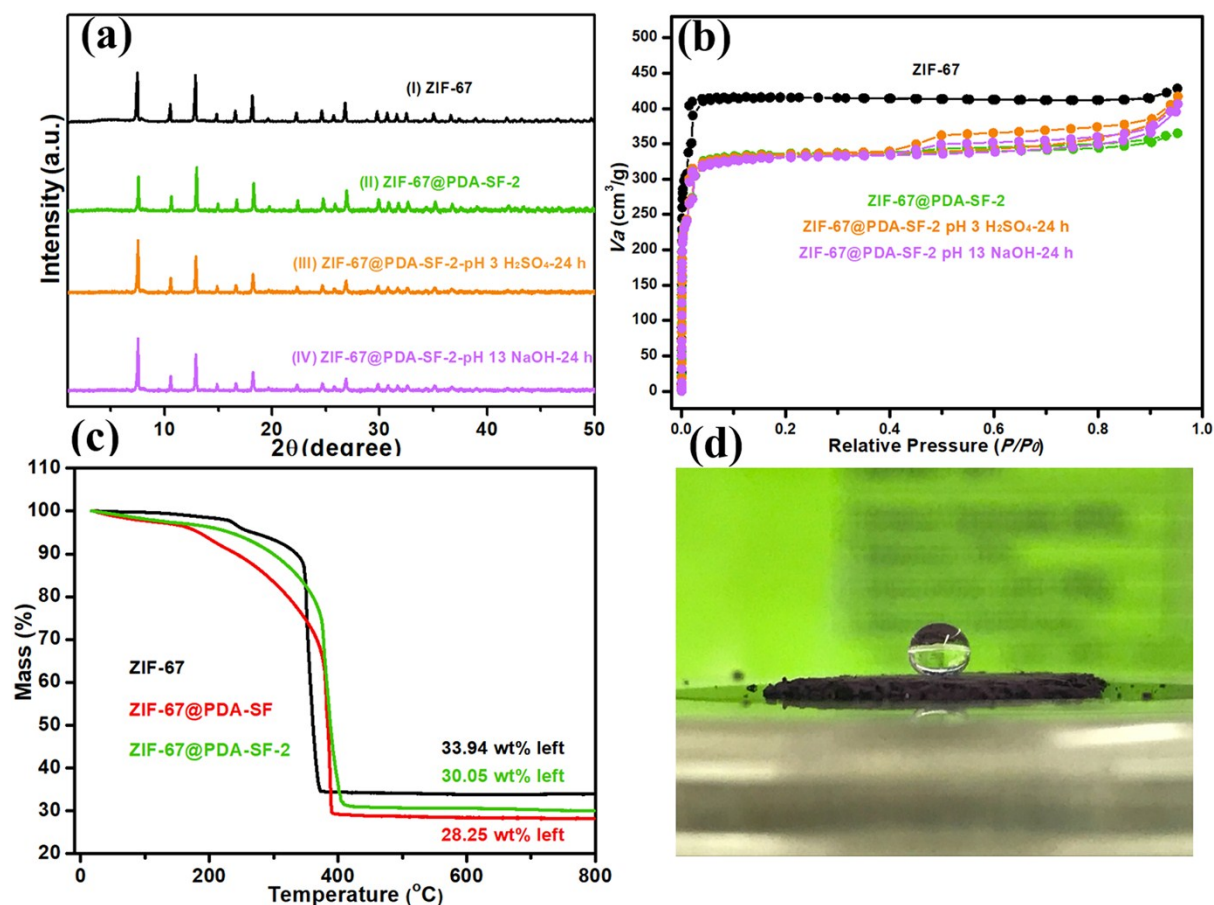 (a)
Intensity (a.u.)
(I) ZIF-67
(II) ZIF-67@PDA-SF-2
(III) ZIF-67@PDA-SF-2-pH 3 H₂SO₄-24 h
(IV) ZIF-67@PDA-SF-2-pH 13 NaOH-24 h
10 20 30 40 50
2θ (degree)
(b)
Va (cm³/g)
500
450
400
350
300
250
200
150
100
50
0
ZIF-67
ZIF-67@PDA-SF-2
ZIF-67@PDA-SF-2 pH 3 H₂SO₄-24 h
ZIF-67@PDA-SF-2 pH 13 NaOH-24 h
0.0 0.2 0.4 0.6 0.8 1.0
Relative Pressure (P/P₀)
(c)
Mass (%)
110
100
90
80
70
60
50
40
30
20
ZIF-67
ZIF-67@PDA-SF
ZIF-67@PDA-SF-2
33.94 wt% left
30.05 wt% left
28.25 wt% left
0 200 400 600 800
Temperature (°C)
(d)